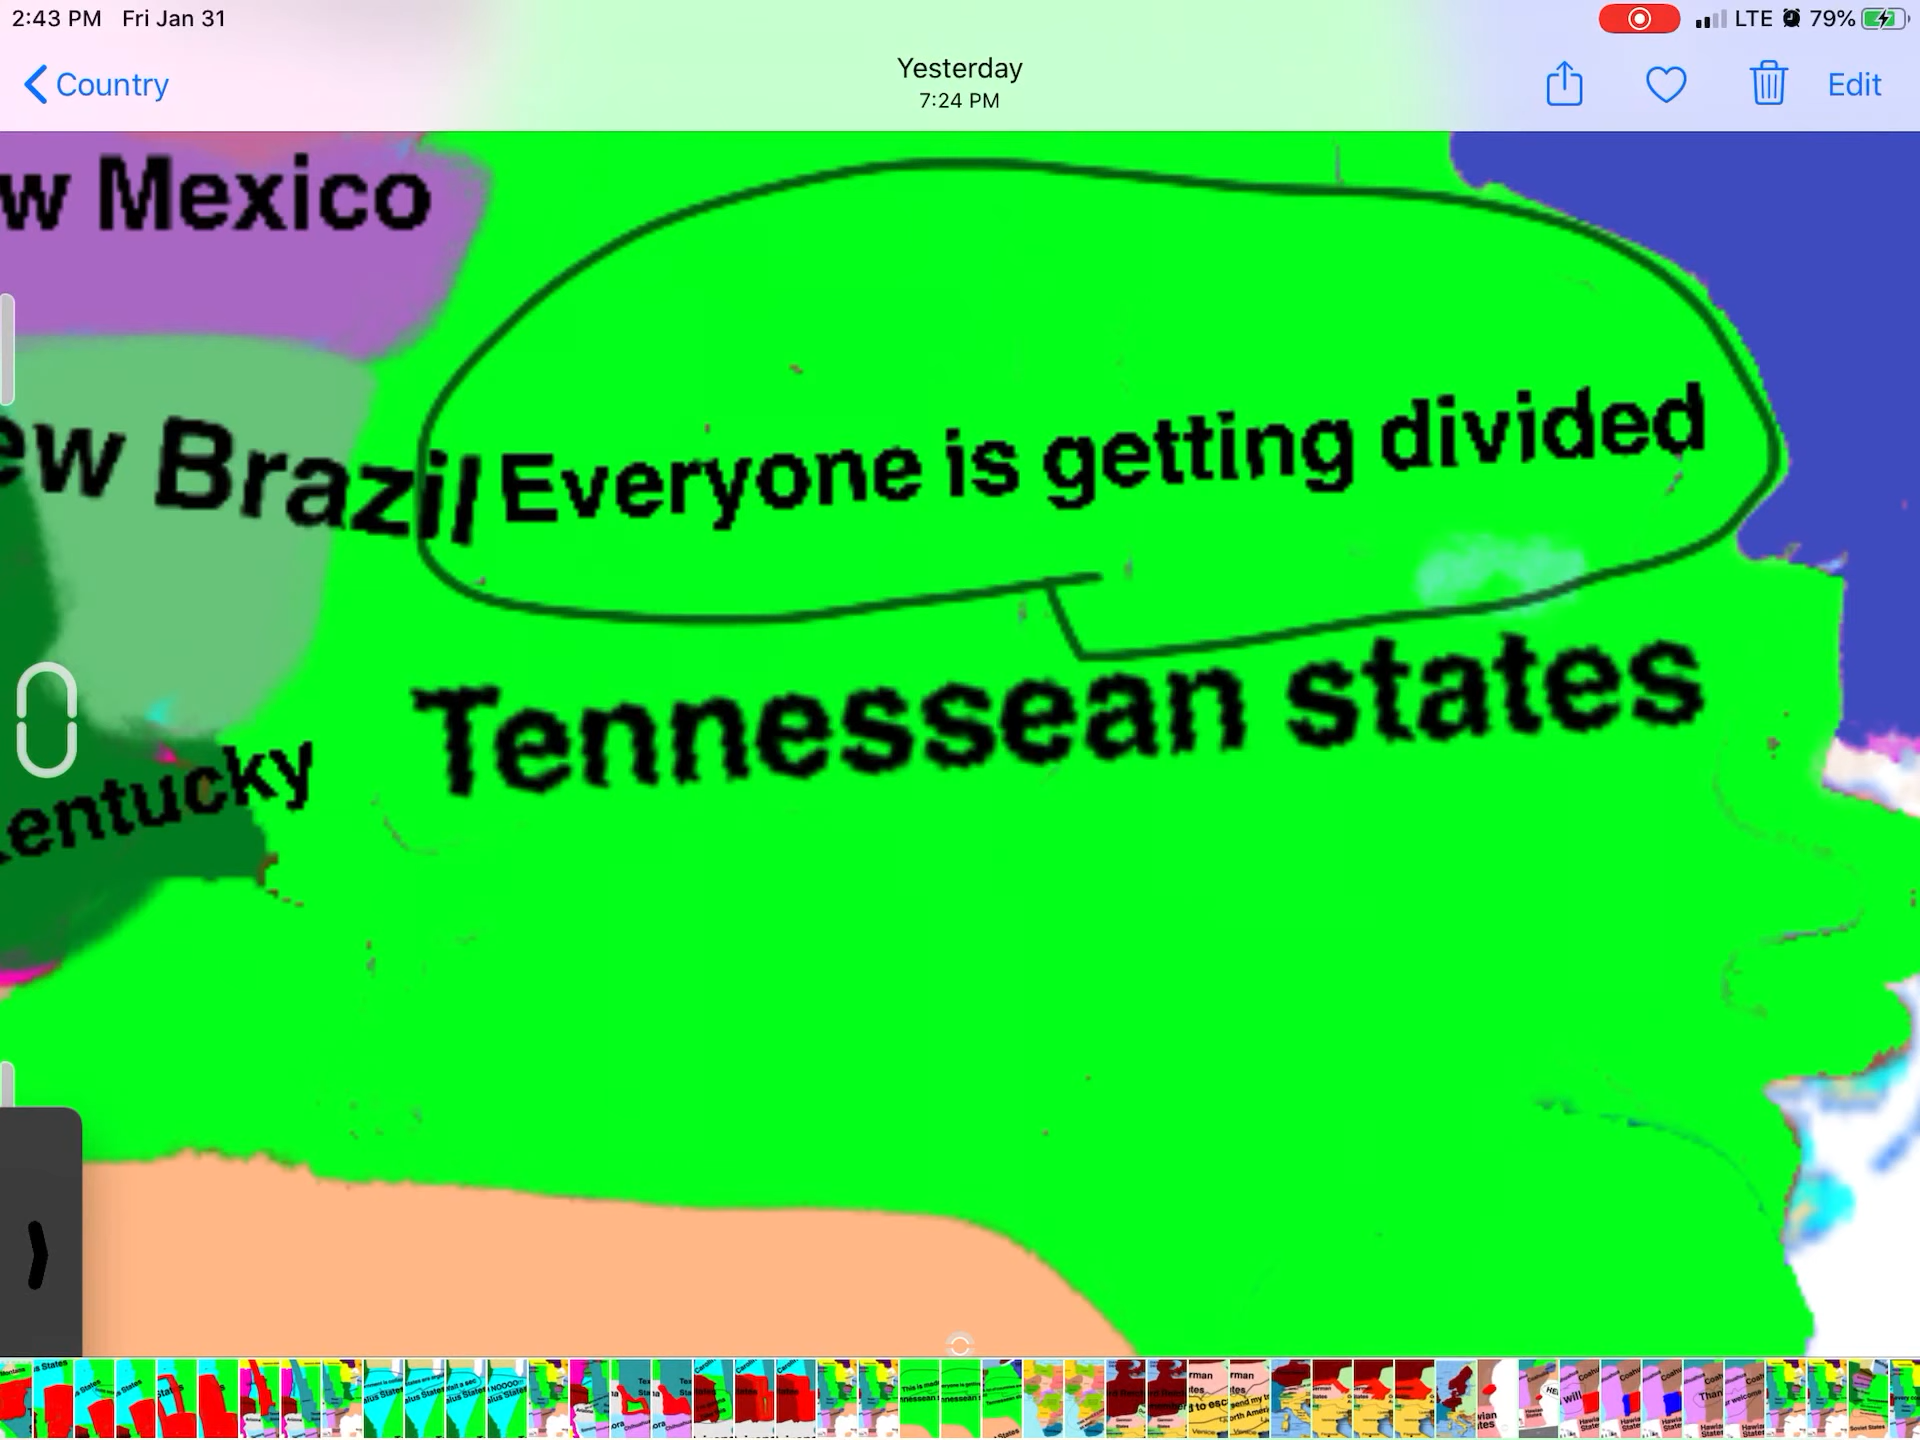 2:43 PM Fri Jan 31
LTE 79%
Country
Yesterday
7:24 PM
Edit
w Mexico
ew Brazil
Everyone is getting divided
Tennessean states
entucky